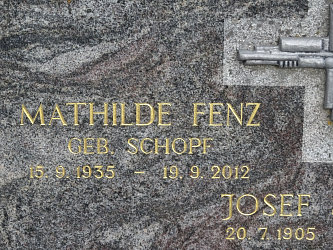 MATHILDE FENZ
GEB. SCHOPF
15. 9. 1935 – 19. 9. 2012
JOSEF
20. 7. 1905